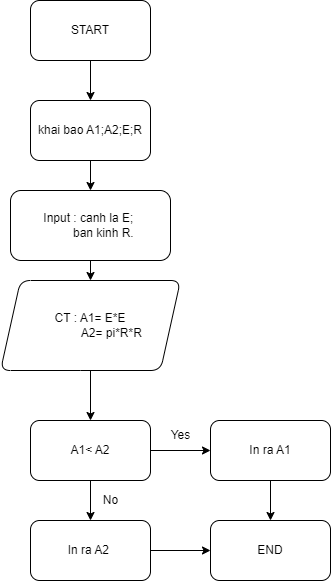 START
khai bao A1;A2;E;R
Input : canh la E;
ban kinh R.
CT : A1= E*E
A2= pi*R*R
A1< A2
Yes
In ra A1
No
In ra A2
END